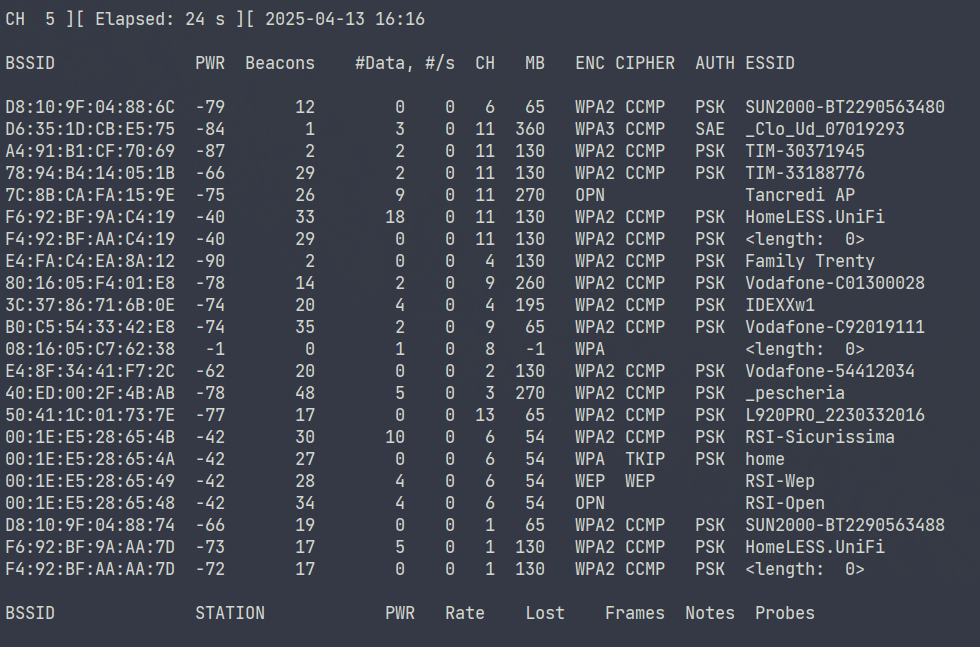 CH  5 ][ Elapsed: 24 s ][ 2025-04-13 16:16
BSSID              PWR  Beacons    #Data, #/s  CH   MB   ENC CIPHER  AUTH ESSID
D8:10:9F:04:88:6C  -79       12        0    0   6   65   WPA2 CCMP   PSK  SUN2000-BT2290563480
D6:35:1D:CB:E5:75  -84        1        3    0  11  360   WPA3 CCMP   SAE  _Clo_Ud_07019293
A4:91:B1:CF:70:69  -87        2        2    0  11  130   WPA2 CCMP   PSK  TIM-30371945
78:94:B4:14:05:1B  -66       29        2    0  11  130   WPA2 CCMP   PSK  TIM-33188776
7C:8B:CA:FA:15:9E  -75       26        9    0  11  270   OPN              Tancredi AP
F6:92:BF:9A:C4:19  -40       33       18    0  11  130   WPA2 CCMP   PSK  HomeLESS.UniFi
F4:92:BF:AA:C4:19  -40       29        0    0  11  130   WPA2 CCMP   PSK  <length:  0>
E4:FA:C4:EA:8A:12  -90        2        0    0   4  130   WPA2 CCMP   PSK  Family Trenty
80:16:05:F4:01:E8  -78       14        2    0   9  260   WPA2 CCMP   PSK  Vodafone-C01300028
3C:37:86:71:6B:0E  -74       20        4    0   4  195   WPA2 CCMP   PSK  IDEXXw1
B0:C5:54:33:42:E8  -74       35        2    0   9   65   WPA2 CCMP   PSK  Vodafone-C92019111
08:16:05:C7:62:38   -1        0        1    0   8   -1   WPA              <length:  0>
E4:8F:34:41:F7:2C  -62       20        0    0   2  130   WPA2 CCMP   PSK  Vodafone-54412034
40:ED:00:2F:4B:AB  -78       48        5    0   3  270   WPA2 CCMP   PSK  _pescheria
50:41:1C:01:73:7E  -77       17        0    0  13   65   WPA2 CCMP   PSK  L920PRO_2230332016
00:1E:E5:28:65:4B  -42       30       10    0   6   54   WPA2 CCMP   PSK  RSI-Sicurissima
00:1E:E5:28:65:4A  -42       27        0    0   6   54   WPA  TKIP   PSK  home
00:1E:E5:28:65:49  -42       28        4    0   6   54   WEP  WEP         RSI-Wep
00:1E:E5:28:65:48  -42       34        4    0   6   54   OPN              RSI-Open
D8:10:9F:04:88:74  -66       19        0    0   1   65   WPA2 CCMP   PSK  SUN2000-BT2290563488
F6:92:BF:9A:AA:7D  -73       17        5    0   1  130   WPA2 CCMP   PSK  HomeLESS.UniFi
F4:92:BF:AA:AA:7D  -72       17        0    0   1  130   WPA2 CCMP   PSK  <length:  0>
BSSID              STATION            PWR   Rate    Lost    Frames  Notes  Probes